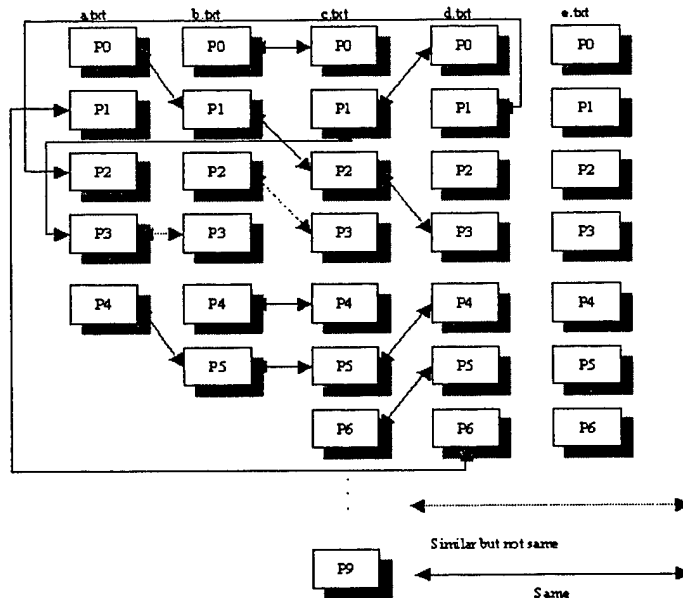 a.txt b.txt c.txt d.txt e.txt
P0 P0 P0 P0 P0
P1 P1 P1 P1 P1
P2 P2 P2 P2 P2
P3 P3 P3 P3 P3
P4 P4 P4 P4 P4
P5 P5 P5 P5
P6 P6 P6
Similar but not same
P9
Same